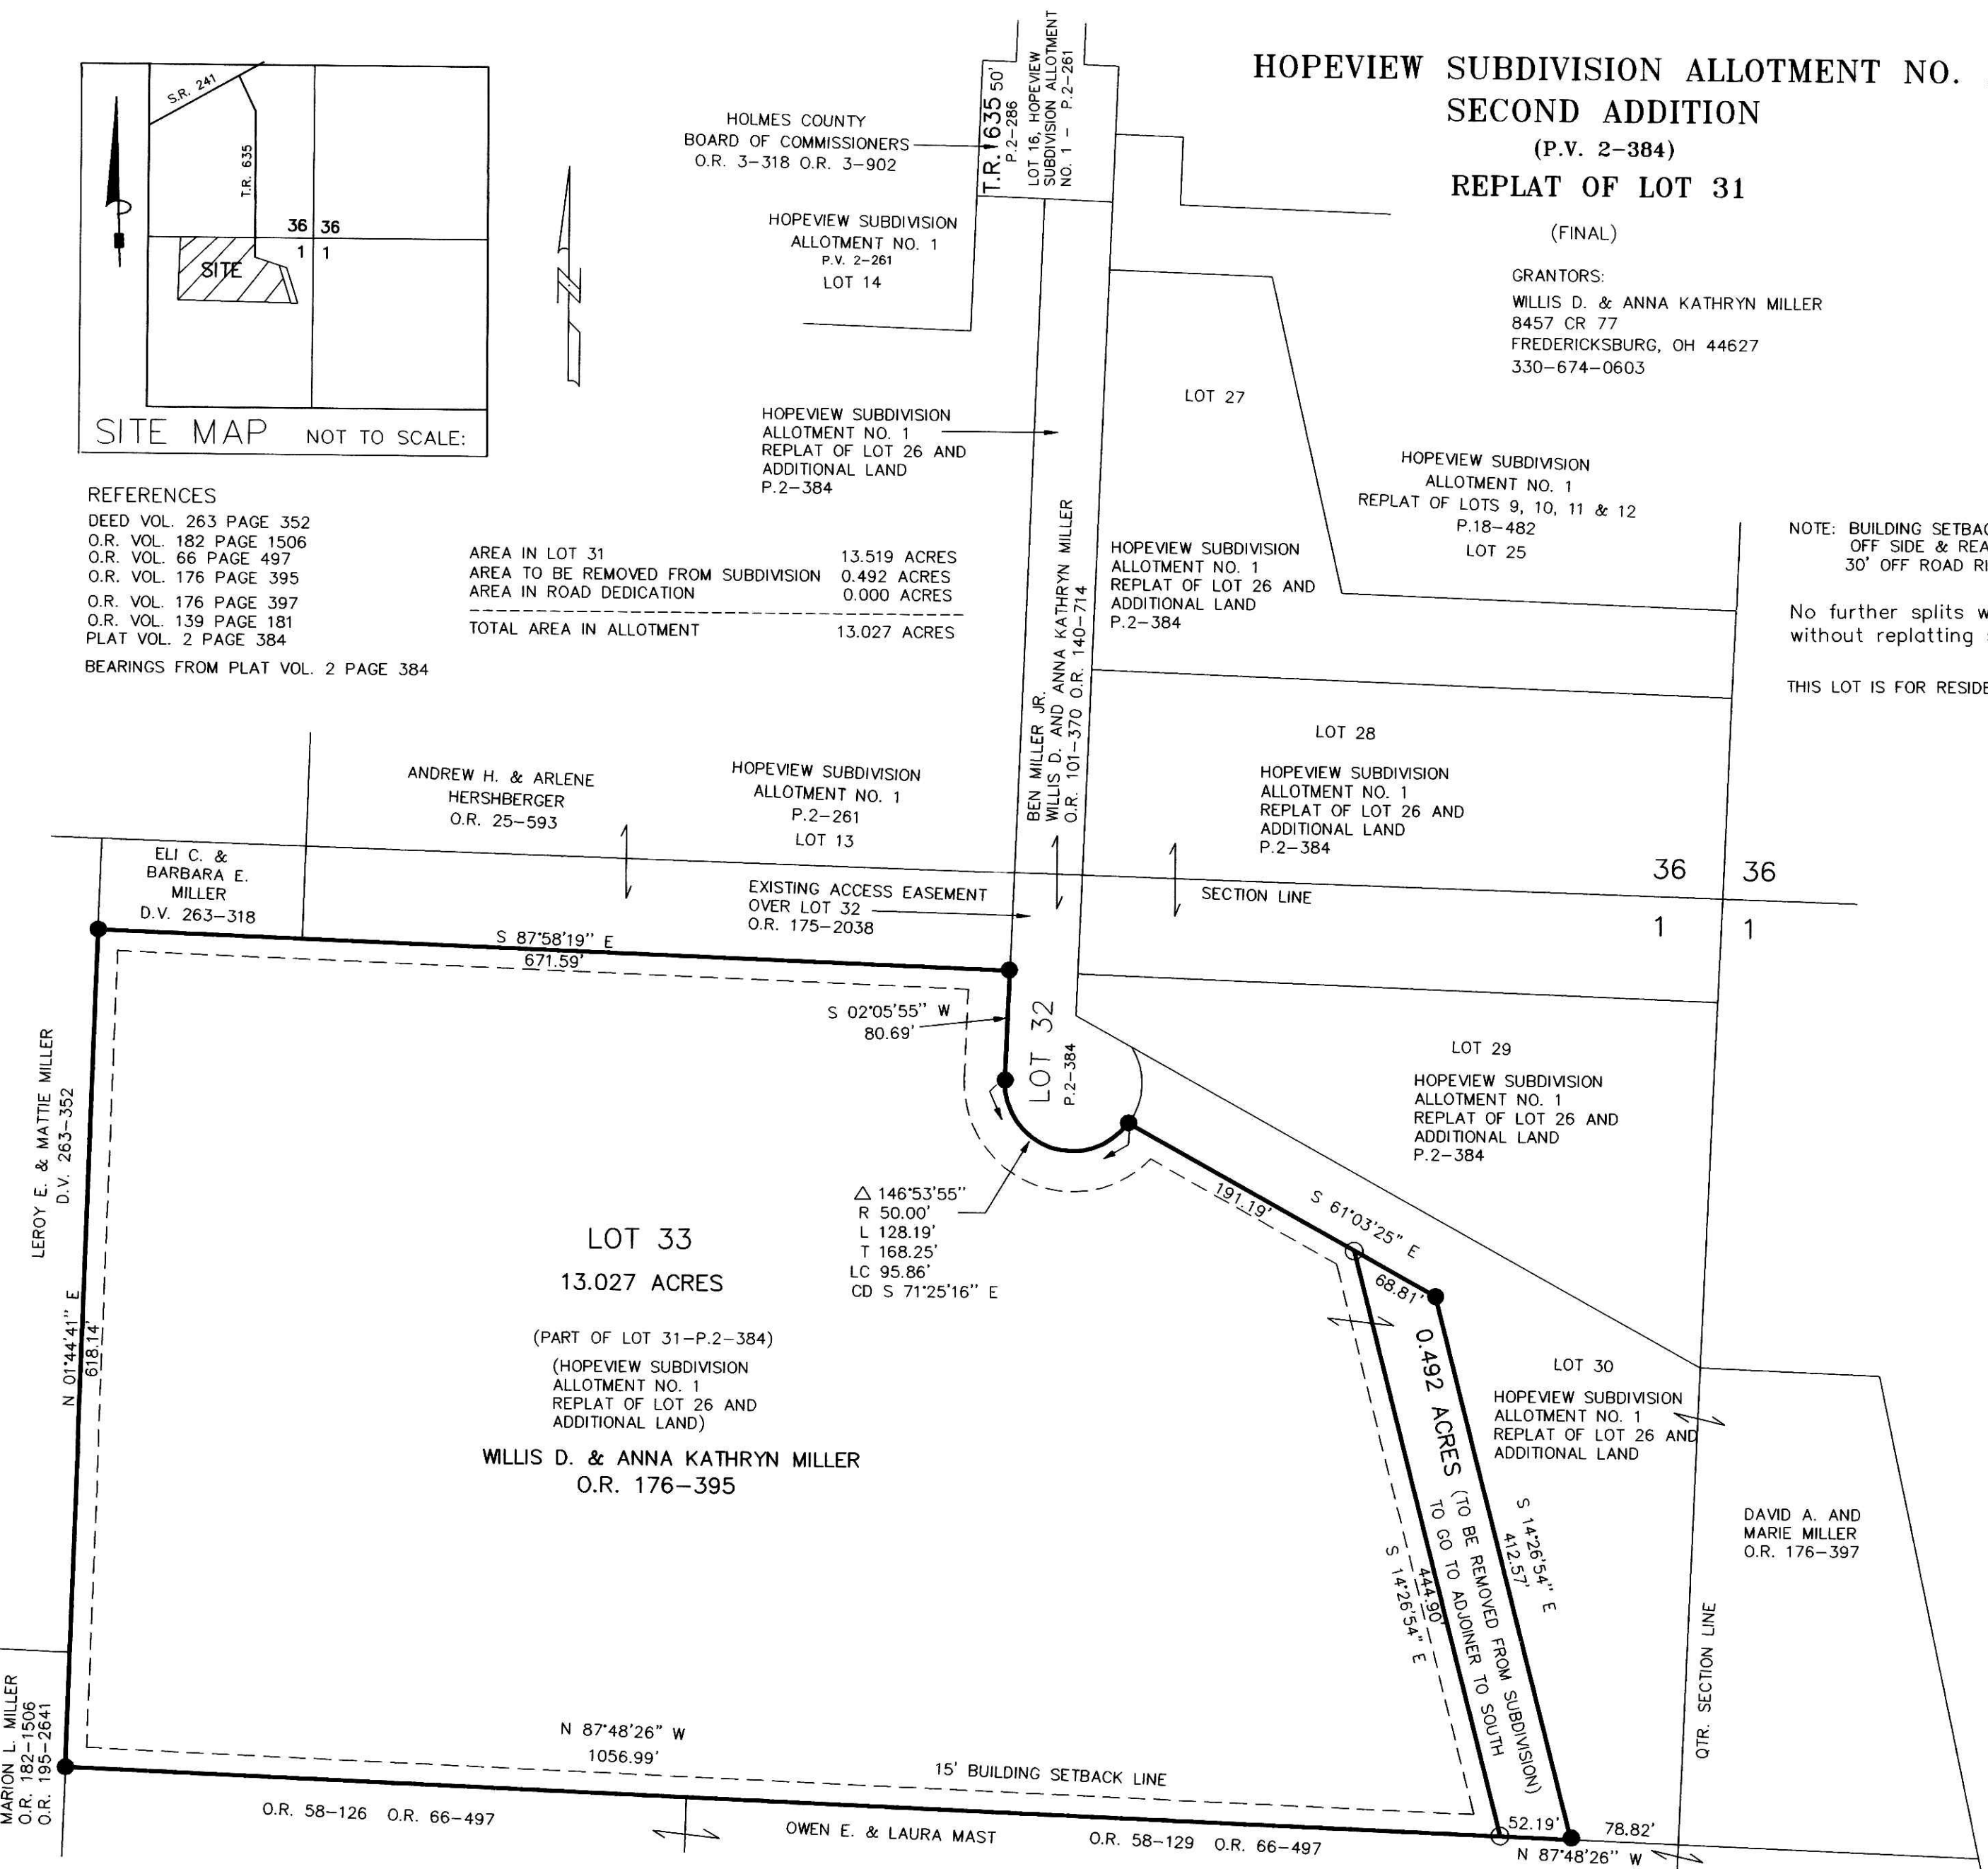 HOPEVIEW SUBDIVISION ALLOTMENT NO.
SECOND ADDITION
(P.V. 2-384)
REPLAT OF LOT 31
(FINAL)
GRANTORS:
WILLIS D. & ANNA KATHRYN MILLER
8457 CR 77
FREDERICKSBURG, OH 44627
330-674-0603
S.R. 241
T.R. 635
36
36
1
1
SITE
SITE MAP NOT TO SCALE:
N
HOLMES COUNTY
BOARD OF COMMISSIONERS
O.R. 3-318 O.R. 3-902
T.R. 635 50'
P.2-286
LOT 16, HOPEVIEW
SUBDIVISION ALLOTMENT
NO. 1 - P.2-261
HOPEVIEW SUBDIVISION
ALLOTMENT NO. 1
P.V. 2-261
LOT 14
HOPEVIEW SUBDIVISION
ALLOTMENT NO. 1
REPLAT OF LOT 26 AND
ADDITIONAL LAND
P.2-384
LOT 27
HOPEVIEW SUBDIVISION
ALLOTMENT NO. 1
REPLAT OF LOTS 9, 10, 11 & 12
P.18-482
LOT 25
HOPEVIEW SUBDIVISION
ALLOTMENT NO. 1
REPLAT OF LOT 26 AND
ADDITIONAL LAND
P.2-384
REFERENCES
DEED VOL. 263 PAGE 352
O.R. VOL. 182 PAGE 1506
O.R. VOL. 66 PAGE 497
O.R. VOL. 176 PAGE 395
O.R. VOL. 176 PAGE 397
O.R. VOL. 139 PAGE 181
PLAT VOL. 2 PAGE 384
BEARINGS FROM PLAT VOL. 2 PAGE 384
AREA IN LOT 31 13.519 ACRES
AREA TO BE REMOVED FROM SUBDIVISION 0.492 ACRES
AREA IN ROAD DEDICATION 0.000 ACRES
TOTAL AREA IN ALLOTMENT 13.027 ACRES
NOTE: BUILDING SETBAC
OFF SIDE & REA
30' OFF ROAD RI
No further splits w
without replatting
THIS LOT IS FOR RESIDE
BEN MILLER JR.
WILLIS D. AND ANNA KATHRYN MILLER
O.R. 101-370 O.R. 140-714
ANDREW H. & ARLENE
HERSHBERGER
O.R. 25-593
HOPEVIEW SUBDIVISION
ALLOTMENT NO. 1
P.2-261
LOT 13
LOT 28
HOPEVIEW SUBDIVISION
ALLOTMENT NO. 1
REPLAT OF LOT 26 AND
ADDITIONAL LAND
P.2-384
ELI C. &
BARBARA E.
MILLER
D.V. 263-318
EXISTING ACCESS EASEMENT
OVER LOT 32
O.R. 175-2038
SECTION LINE
36
36
1
1
S 87°58'19" E
671.59'
S 02°05'55" W
80.69'
LOT 32
P.2-384
LOT 29
HOPEVIEW SUBDIVISION
ALLOTMENT NO. 1
REPLAT OF LOT 26 AND
ADDITIONAL LAND
P.2-384
LEROY E. & MATTIE MILLER
D.V. 263-352
N 01°44'41" E
618.14'
△ 146°53'55"
R 50.00'
L 128.19'
T 168.25'
LC 95.86'
CD S 71°25'16" E
191.19'
S 61°03'25" E
68.81'
LOT 33
13.027 ACRES
(PART OF LOT 31-P.2-384)
(HOPEVIEW SUBDIVISION
ALLOTMENT NO. 1
REPLAT OF LOT 26 AND
ADDITIONAL LAND)
WILLIS D. & ANNA KATHRYN MILLER
O.R. 176-395
0.492 ACRES (TO BE REMOVED FROM SUBDIVISION)
TO GO TO ADJOINER TO SOUTH
S 14°26'54" E
412.57'
444.90'
S 14°26'54" E
LOT 30
HOPEVIEW SUBDIVISION
ALLOTMENT NO. 1
REPLAT OF LOT 26 AND
ADDITIONAL LAND
DAVID A. AND
MARIE MILLER
O.R. 176-397
QTR. SECTION LINE
MARION L. MILLER
O.R. 182-1506
O.R. 195-2641
N 87°48'26" W
1056.99'
15' BUILDING SETBACK LINE
O.R. 58-126 O.R. 66-497
OWEN E. & LAURA MAST
O.R. 58-129 O.R. 66-497
52.19'
78.82'
N 87°48'26" W